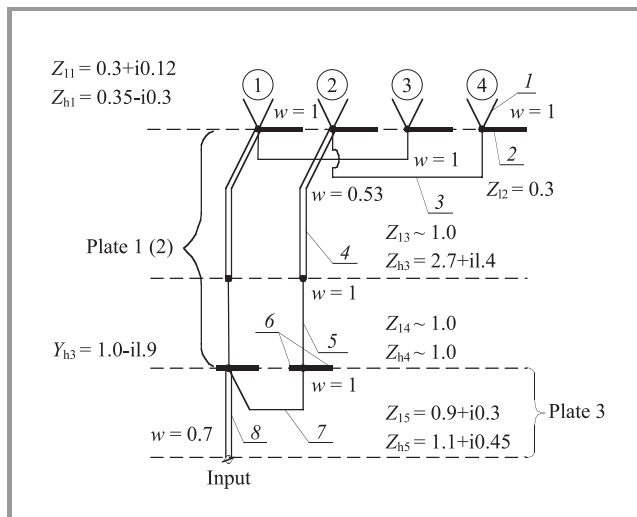 Z11 = 0.3+i0.12
Zh1 = 0.35-i0.3
1 2 3 4
1
w = 1 w = 1
2
w = 1
w = 0.53 3 Zl2 = 0.3
Plate 1 (2)
4
Z13 ~ 1.0
Zh3 = 2.7+il.4
w = 1
6 5
Z14 ~ 1.0
Zh4 ~ 1.0
Yh3 = 1.0-il.9
w = 1
Plate 3
w = 0.7 8 7
Z15 = 0.9+i0.3
Zh5 = 1.1+i0.45
Input